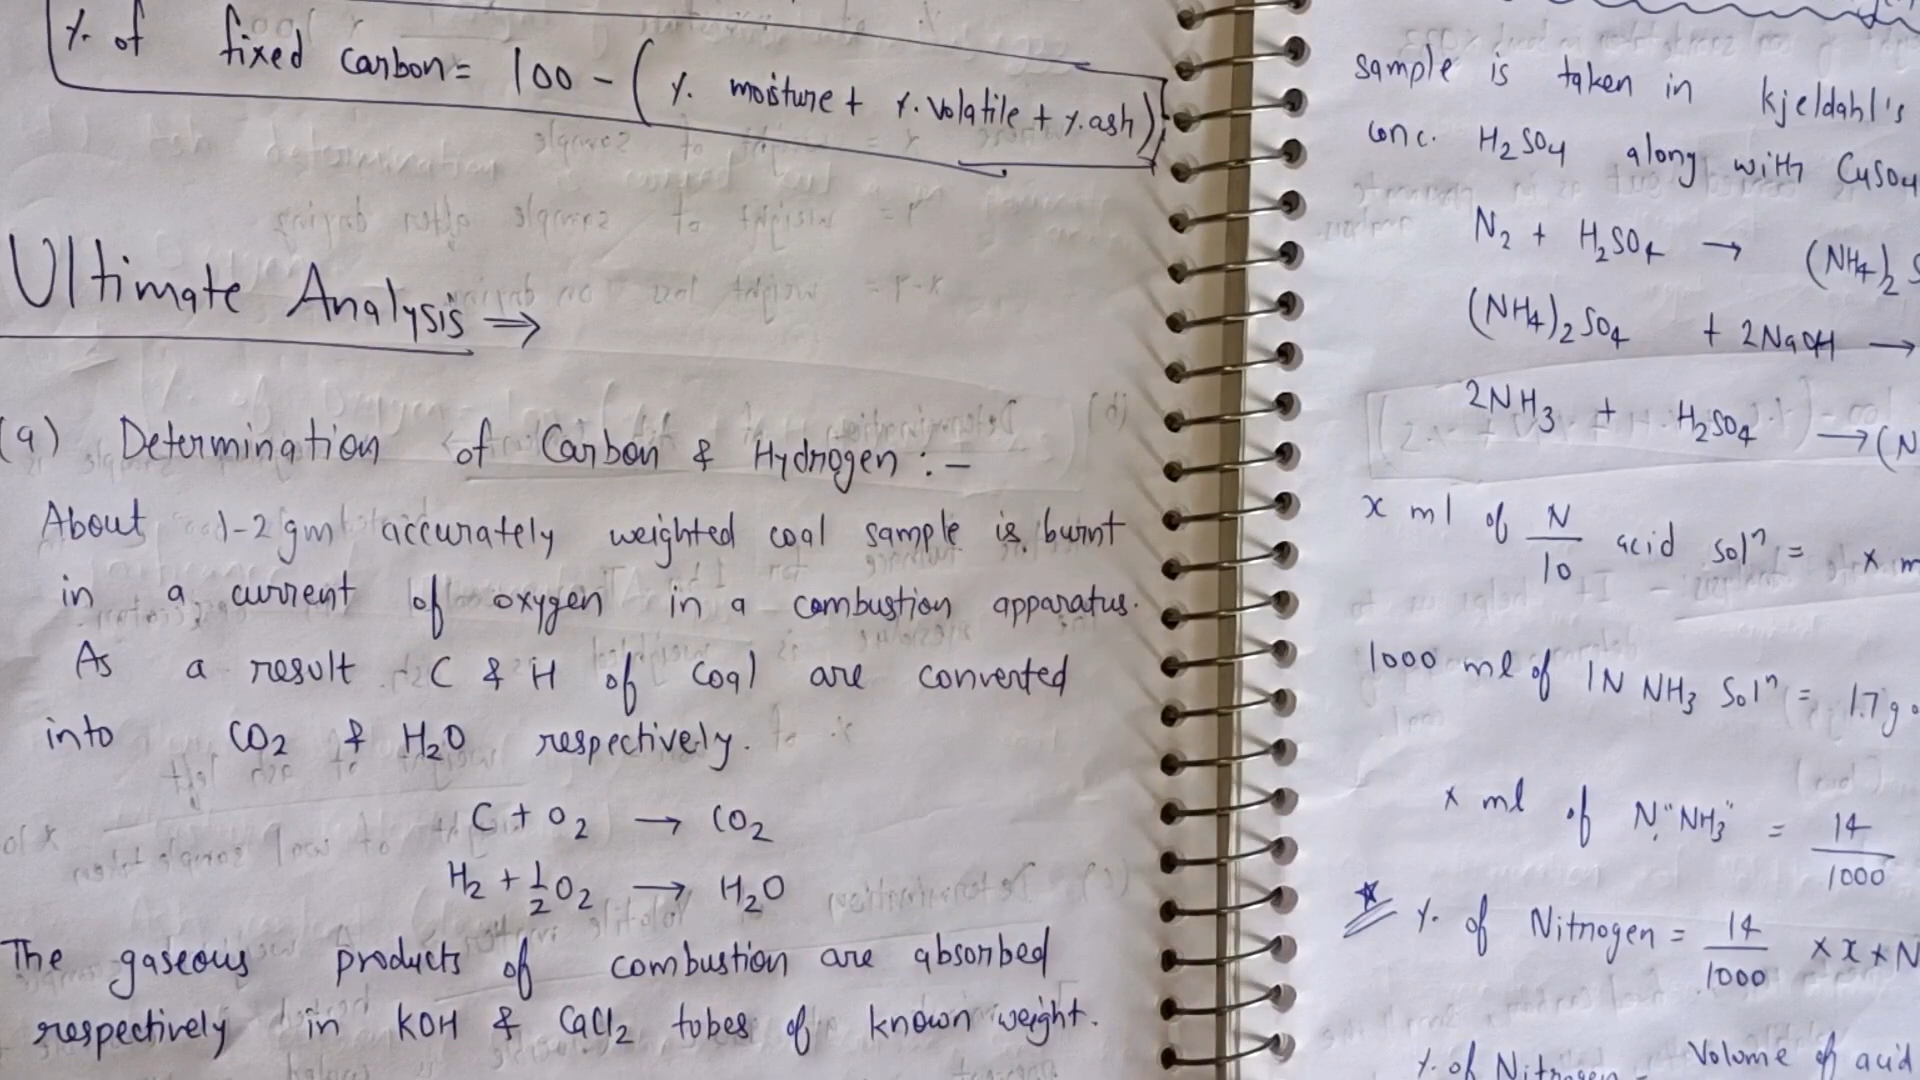 % of fixed carbon = 100 - ( % moisture + % volatile + % ash )
Ultimate Analysis ⇒
(a) Determination of Carbon & Hydrogen :-
About 1-2 gm accurately weighted coal sample is burnt
in a current of oxygen in a combustion apparatus.
As a result C & H of coal are converted
into CO2 & H2O respectively.
C + O2 → CO2
H2 + 1/2 O2 → H2O
The gaseous products of combustion are absorbed
respectively in KOH & CaCl2 tubes of known weight.
sample is taken in kjeldahl's
conc. H2SO4 along with CuSO4
N2 + H2SO4 → (NH4)2 S
(NH4)2 SO4 + 2NaOH →
2NH3 + H2SO4 → (N
x ml of N/10 acid solⁿ = x m
1000 ml of 1N NH3 Solⁿ = 17g
x ml of N "NH3" = 14/1000
% of Nitrogen = 14/1000 × x × N
% of Nitrogen = Volume of acid